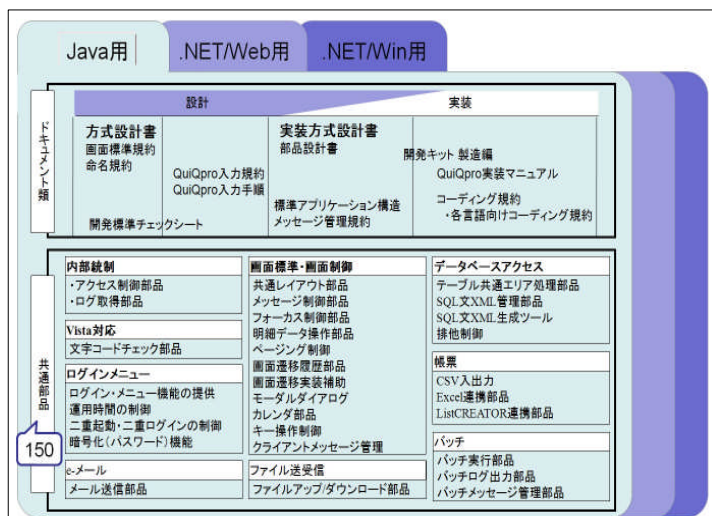 Java用
.NET/Web用
.NET/Win用
ドキュメント類
設計
実装
方式設計書
画面標準規約
命名規約
QuiQpro入力規約
QuiQpro入力手順
開発標準チェックシート
実装方式設計書
部品設計書
標準アプリケーション構造
メッセージ管理規約
開発キット 製造編
QuiQpro実装マニュアル
コーディング規約
・各言語向けコーディング規約
共通部品
150
内部統制
・アクセス制御部品
・ログ取得部品
Vista対応
文字コードチェック部品
ログインメニュー
ログイン・メニュー機能の提供
運用時間の制御
二重起動・二重ログインの制御
暗号化(パスワード)機能
e-メール
メール送信部品
画面標準・画面制御
共通レイアウト部品
メッセージ制御部品
フォーカス制御部品
明細データ操作部品
ページング制御
画面遷移履歴部品
画面遷移実装補助
モーダルダイアログ
カレンダ部品
キー操作制御
クライアントメッセージ管理
ファイル送受信
ファイルアップ/ダウンロード部品
データベースアクセス
テーブル共通エリア処理部品
SQL文XML管理部品
SQL文XML生成ツール
排他制御
帳票
CSV入出力
Excel連携部品
ListCREATOR連携部品
バッチ
バッチ実行部品
バッチログ出力部品
バッチメッセージ管理部品